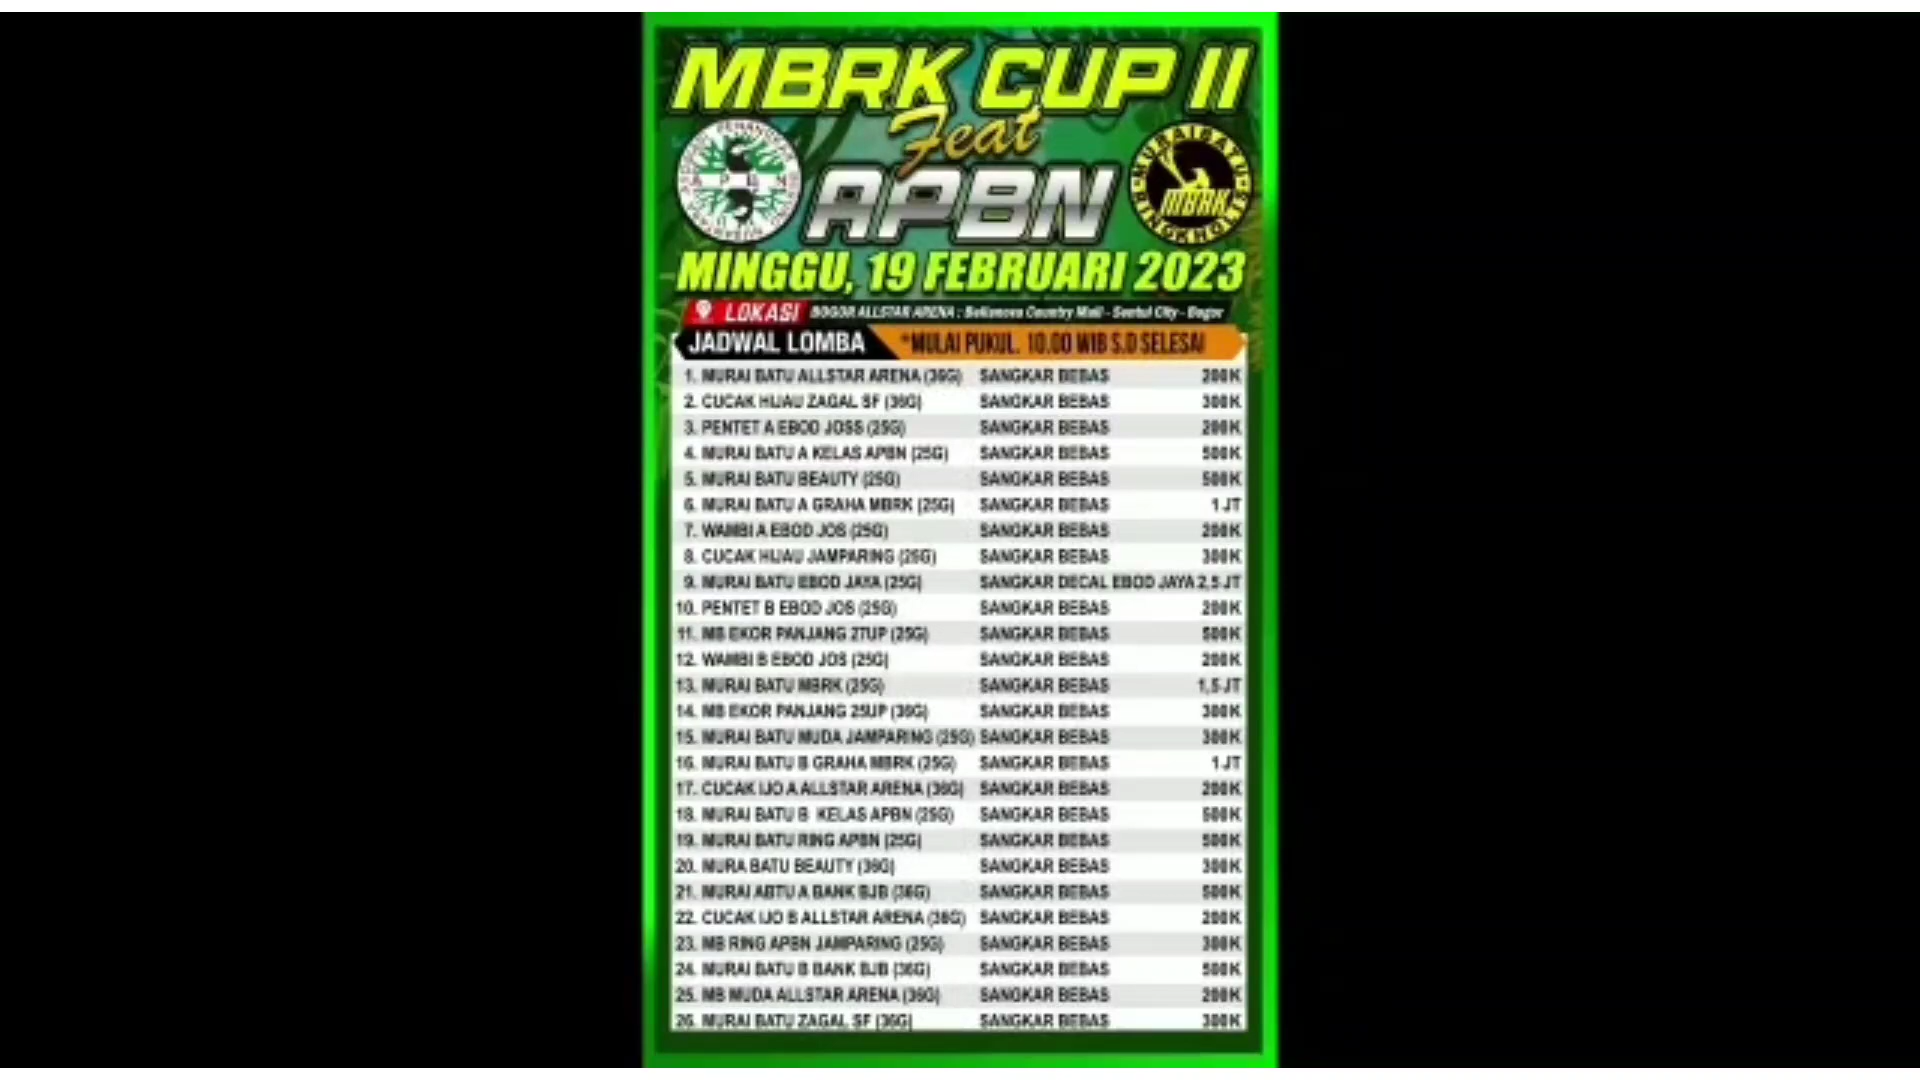 MBRK CUP II
Feat
APBN
MBRK
MINGGU, 19 FEBRUARI 2023
LOKASI BOGOR ALLSTAR ARENA : Bellanova Country Mall - Sentul City - Bogor
JADWAL LOMBA *MULAI PUKUL. 10.00 WIB S.D SELESAI
1. MURAI BATU ALLSTAR ARENA (36G) SANGKAR BEBAS 200K
2. CUCAK HIJAU ZAGAL SF (36G) SANGKAR BEBAS 300K
3. PENTET A EBOD JOSS (25G) SANGKAR BEBAS 200K
4. MURAI BATU A KELAS APBN (25G) SANGKAR BEBAS 500K
5. MURAI BATU BEAUTY (25G) SANGKAR BEBAS 500K
6. MURAI BATU A GRAHA MBRK (25G) SANGKAR BEBAS 1 JT
7. WAMBI A EBOD JOS (25G) SANGKAR BEBAS 200K
8. CUCAK HIJAU JAMPARING (25G) SANGKAR BEBAS 300K
9. MURAI BATU EBOD JAYA (25G) SANGKAR DECAL EBOD JAYA 2,5 JT
10. PENTET B EBOD JOS (25G) SANGKAR BEBAS 200K
11. MB EKOR PANJANG 27UP (25G) SANGKAR BEBAS 500K
12. WAMBI B EBOD JOS (25G) SANGKAR BEBAS 200K
13. MURAI BATU MBRK (25G) SANGKAR BEBAS 1,5 JT
14. MB EKOR PANJANG 25UP (36G) SANGKAR BEBAS 300K
15. MURAI BATU MUDA JAMPARING (25G) SANGKAR BEBAS 300K
16. MURAI BATU B GRAHA MBRK (25G) SANGKAR BEBAS 1 JT
17. CUCAK IJO A ALLSTAR ARENA (36G) SANGKAR BEBAS 200K
18. MURAI BATU B KELAS APBN (25G) SANGKAR BEBAS 500K
19. MURAI BATU RING APBN (25G) SANGKAR BEBAS 500K
20. MURA BATU BEAUTY (36G) SANGKAR BEBAS 300K
21. MURAI ABTU A BANK BJB (36G) SANGKAR BEBAS 500K
22. CUCAK IJO B ALLSTAR ARENA (36G) SANGKAR BEBAS 200K
23. MB RING APBN JAMPARING (25G) SANGKAR BEBAS 300K
24. MURAI BATU B BANK BJB (36G) SANGKAR BEBAS 500K
25. MB MUDA ALLSTAR ARENA (36G) SANGKAR BEBAS 200K
26. MURAI BATU ZAGAL SF (36G) SANGKAR BEBAS 300K